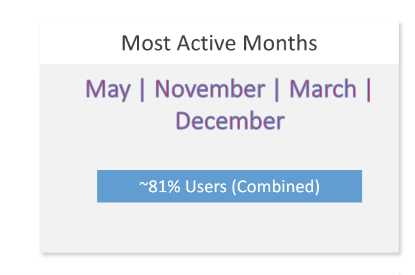 Most Active Months
May | November | March |
December
~81% Users (Combined)